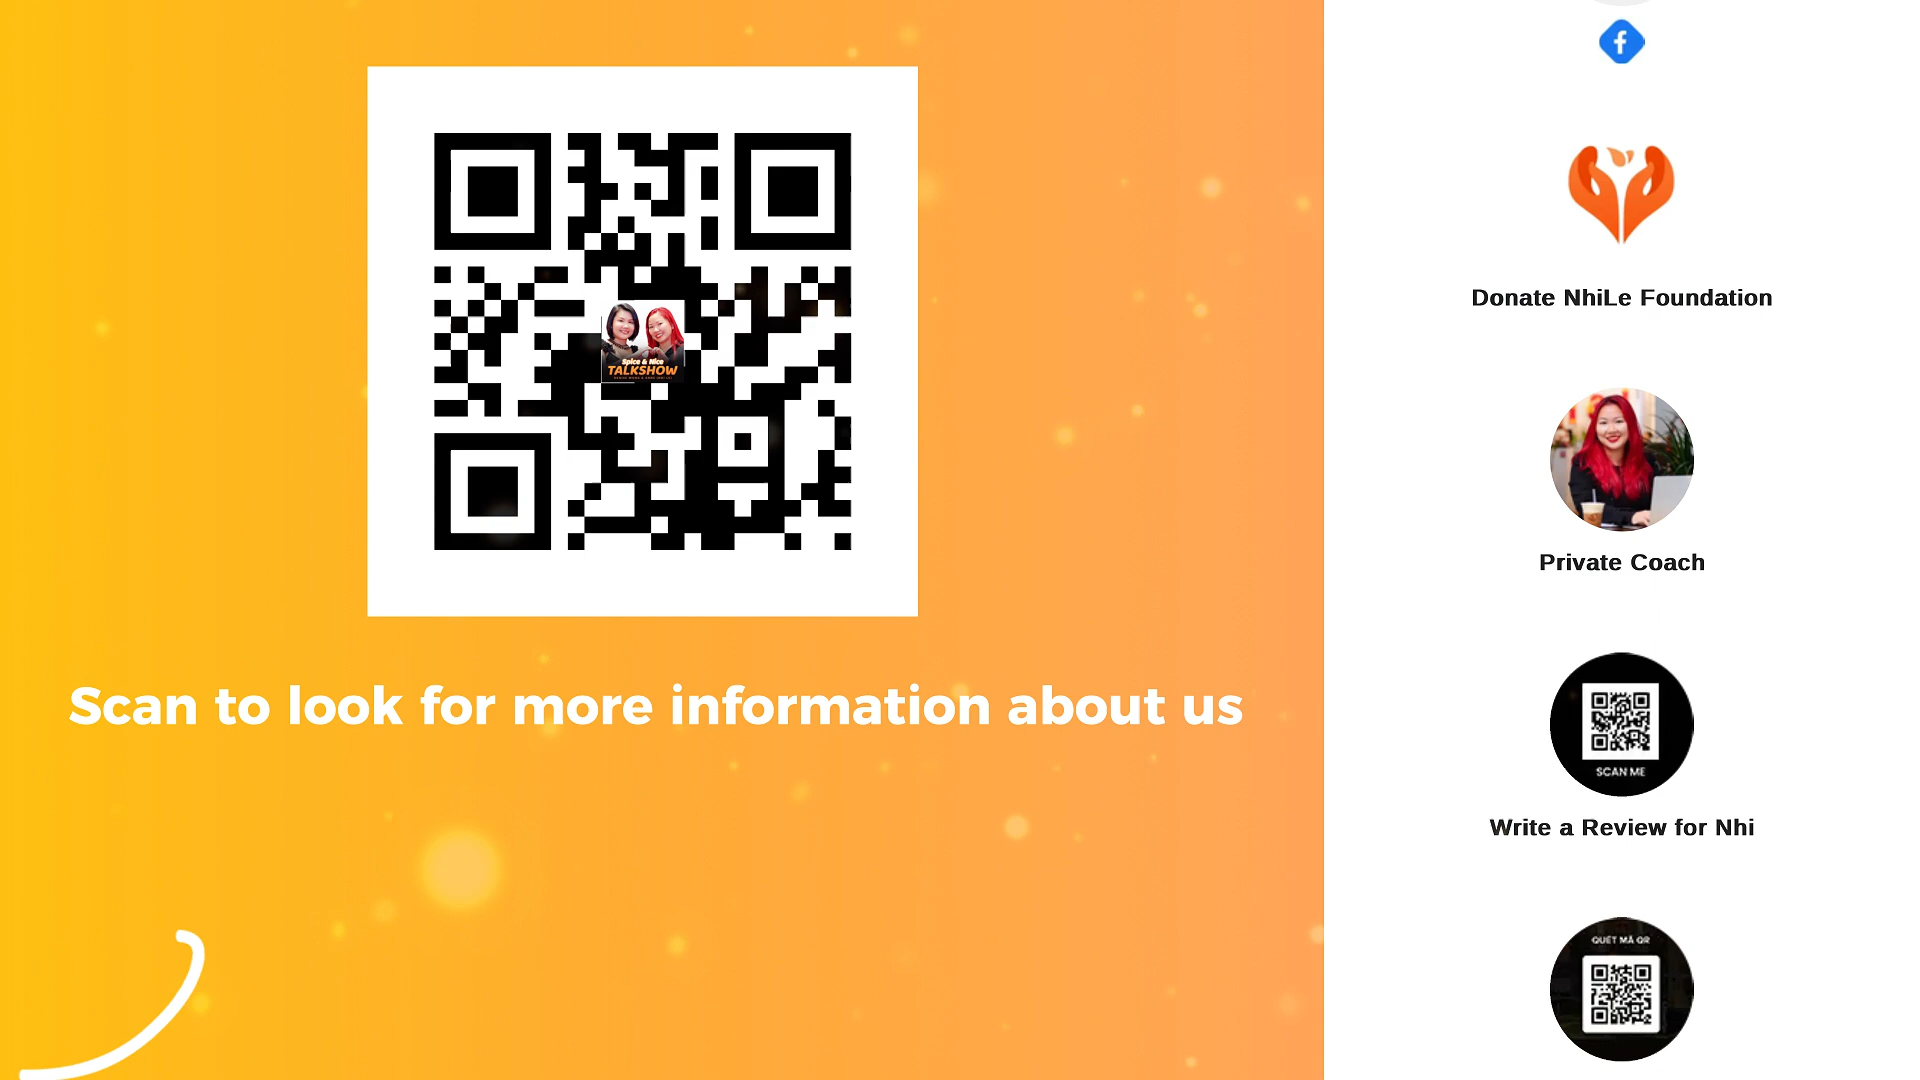 Spice & Nice
TALKSHOW
Scan to look for more information about us
Donate NhiLe Foundation
Private Coach
SCAN ME
Write a Review for Nhi
QUÉT MÃ QR